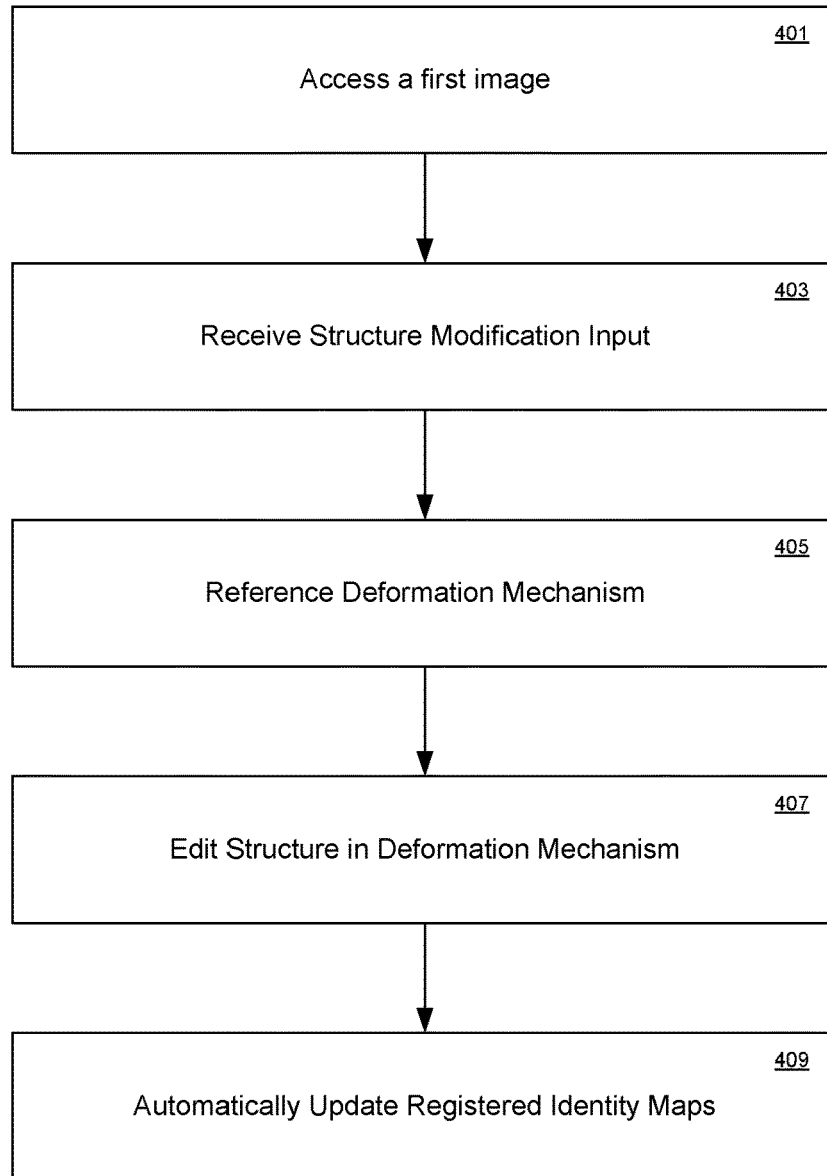 401
Access a first image
403
Receive Structure Modification Input
405
Reference Deformation Mechanism
407
Edit Structure in Deformation Mechanism
409
Automatically Update Registered Identity Maps